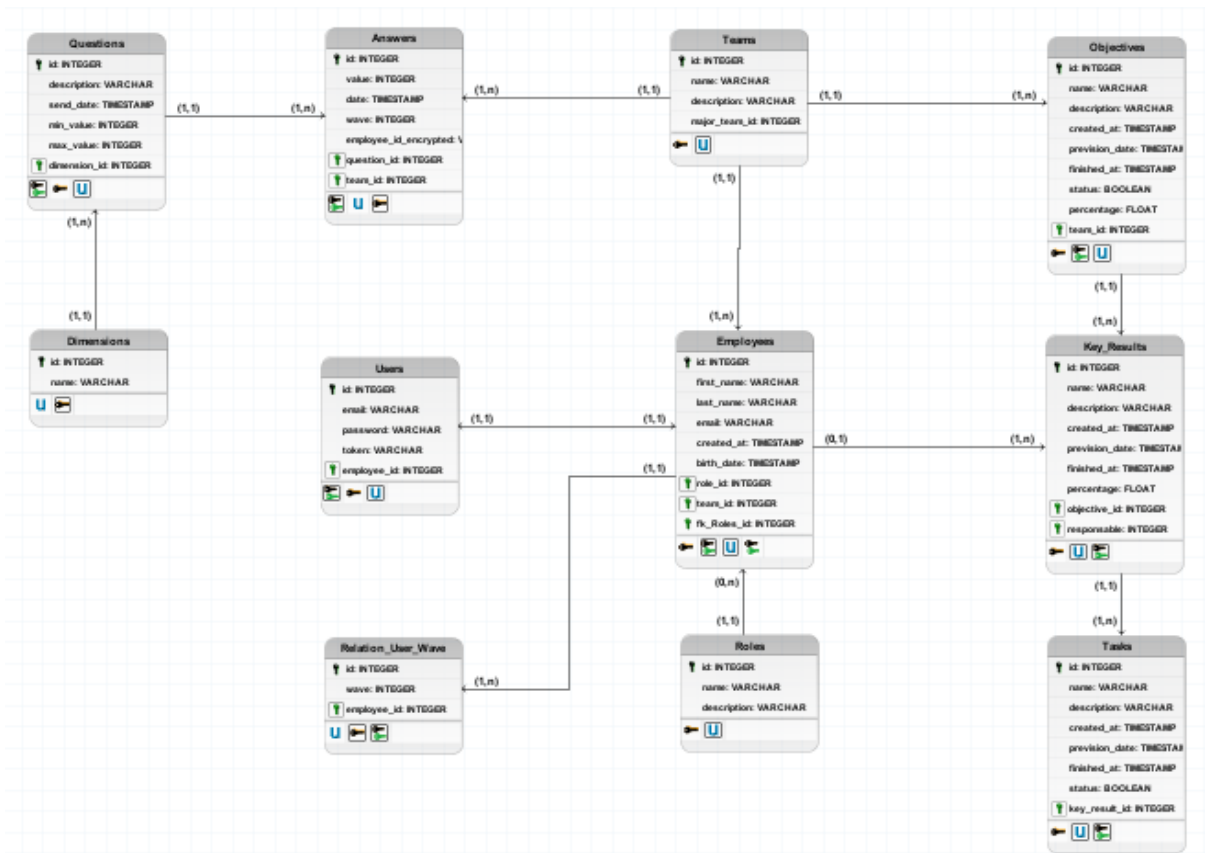 Questions
id: INTEGER
description: VARCHAR
send_date: TIMESTAMP
min_value: INTEGER
max_value: INTEGER
dimension_id: INTEGER
U
(1,1)
(1,n)
Answers
id: INTEGER
value: INTEGER
date: TIMESTAMP
wave: INTEGER
employee_id_encrypted: V
question_id: INTEGER
team_id: INTEGER
U
(1,n)
(1,1)
Teams
id: INTEGER
name: VARCHAR
description: VARCHAR
major_team_id: INTEGER
U
(1,1)
(1,n)
Objectives
id: INTEGER
name: VARCHAR
description: VARCHAR
created_at: TIMESTAMP
prevision_date: TIMESTAM
finished_at: TIMESTAMP
status: BOOLEAN
percentage: FLOAT
team_id: INTEGER
U
(1,n)
(1,1)
Dimensions
id: INTEGER
name: VARCHAR
U
Users
id: INTEGER
email: VARCHAR
password: VARCHAR
token: VARCHAR
employee_id: INTEGER
U
(1,1)
(1,1)
(1,1)
(1,n)
Employees
id: INTEGER
first_name: VARCHAR
last_name: VARCHAR
email: VARCHAR
created_at: TIMESTAMP
birth_date: TIMESTAMP
role_id: INTEGER
team_id: INTEGER
fk_Roles_id: INTEGER
U
(1,1)
(0,1)
(1,n)
(1,1)
(1,n)
Key_Results
id: INTEGER
name: VARCHAR
description: VARCHAR
created_at: TIMESTAMP
prevision_date: TIMESTAM
finished_at: TIMESTAMP
percentage: FLOAT
objective_id: INTEGER
responsable: INTEGER
U
Relation_User_Wave
id: INTEGER
wave: INTEGER
employee_id: INTEGER
U
(1,n)
(0,n)
(1,1)
Roles
id: INTEGER
name: VARCHAR
description: VARCHAR
U
(1,1)
(1,n)
Tasks
id: INTEGER
name: VARCHAR
description: VARCHAR
created_at: TIMESTAMP
prevision_date: TIMESTAM
finished_at: TIMESTAMP
status: BOOLEAN
key_result_id: INTEGER
U